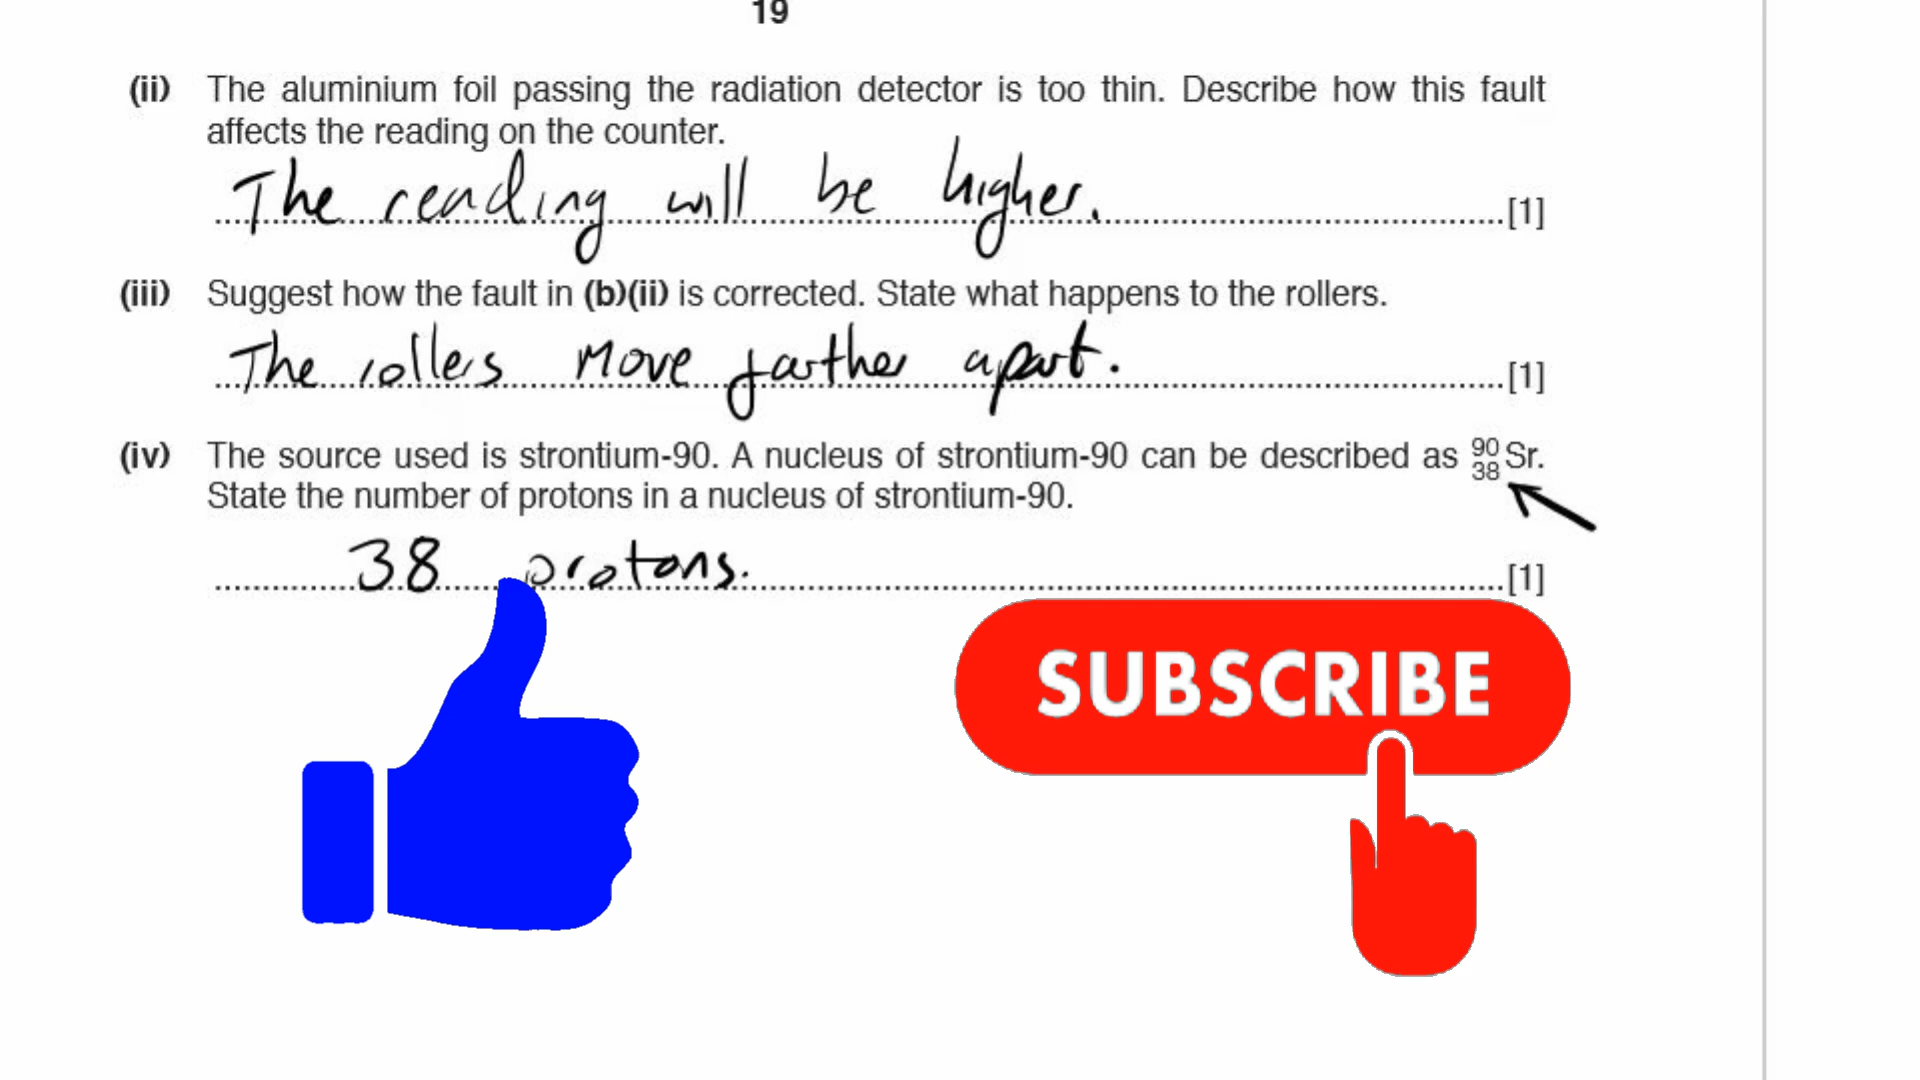 19
(ii) The aluminium foil passing the radiation detector is too thin. Describe how this fault
affects the reading on the counter.
The reading will be higher. [1]
(iii) Suggest how the fault in (b)(ii) is corrected. State what happens to the rollers.
The rollers move farther apart. [1]
(iv) The source used is strontium-90. A nucleus of strontium-90 can be described as ⁹⁰₃₈Sr.
State the number of protons in a nucleus of strontium-90.
38 protons. [1]
SUBSCRIBE